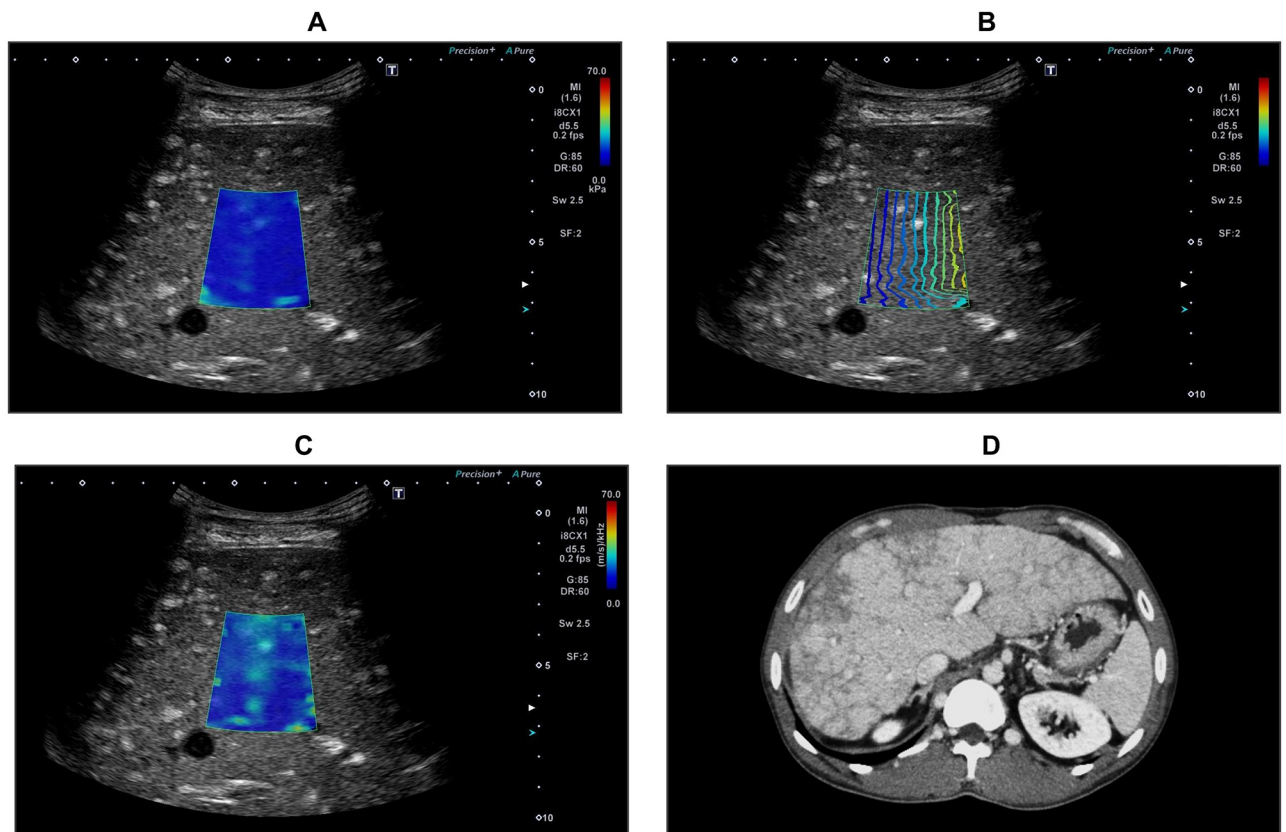 A
Precision+ A Pure
T
70.0
MI
(1.6)
i8CX1
d5.5
0.2 fps
G:85
DR:60
0.0
kPa
Sw 2.5
SF:2
0
5
10
B
Precision+ A Pure
T
MI
(1.6)
i8CX1
d5.5
0.2 fps
G:85
DR:60
Sw 2.5
SF:2
0
5
10
C
Precision+ A Pure
T
70.0
MI
(1.6)
i8CX1
d5.5
0.2 fps
(m/s)/kHz
G:85
DR:60
0.0
Sw 2.5
SF:2
0
5
10
D